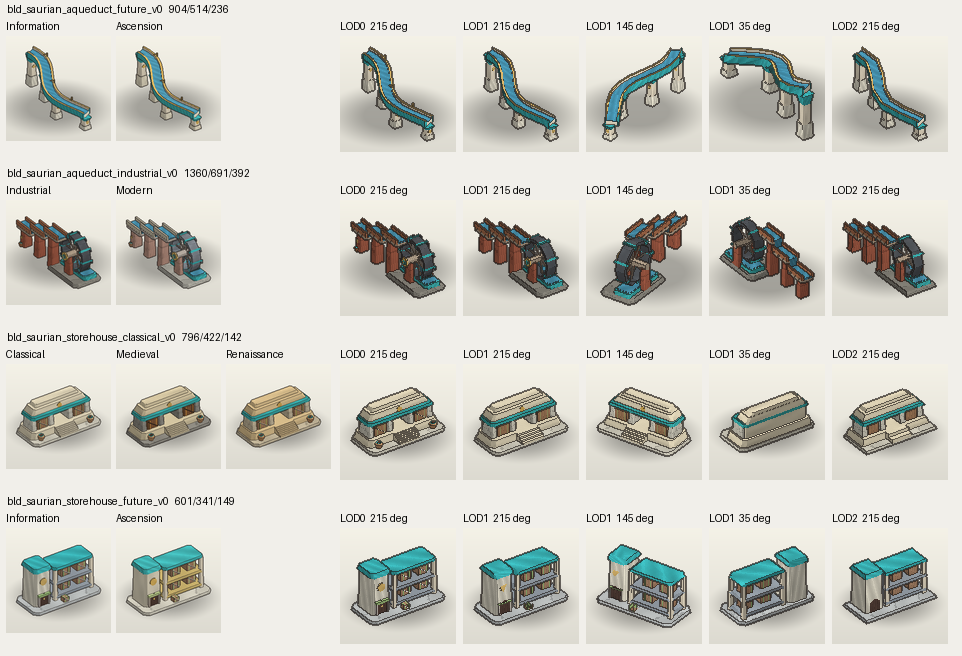 bld_saurian_aqueduct_future_v0 904/514/236
Information Ascension LOD0 215 deg LOD1 215 deg LOD1 145 deg LOD1 35 deg LOD2 215 deg
bld_saurian_aqueduct_industrial_v0 1360/691/392
Industrial Modern LOD0 215 deg LOD1 215 deg LOD1 145 deg LOD1 35 deg LOD2 215 deg
bld_saurian_storehouse_classical_v0 796/422/142
Classical Medieval Renaissance LOD0 215 deg LOD1 215 deg LOD1 145 deg LOD1 35 deg LOD2 215 deg
bld_saurian_storehouse_future_v0 601/341/149
Information Ascension LOD0 215 deg LOD1 215 deg LOD1 145 deg LOD1 35 deg LOD2 215 deg